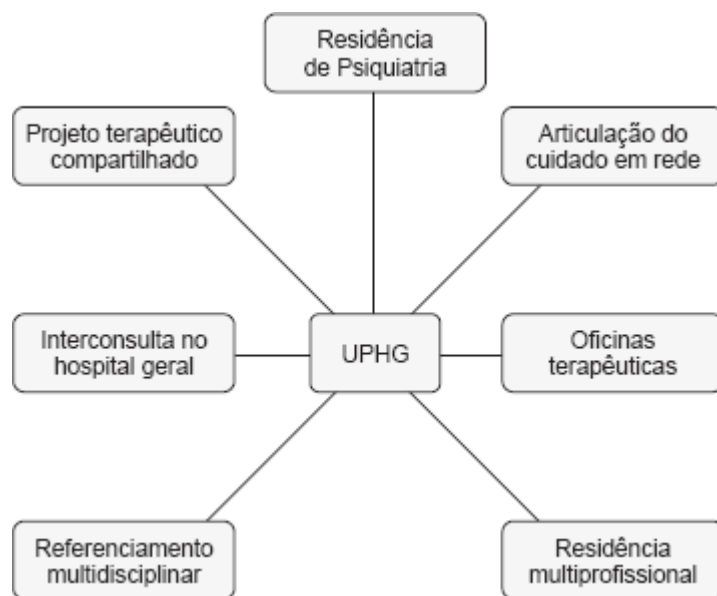 Residência
de Psiquiatria
Projeto terapêutico
compartilhado
Articulação do
cuidado em rede
Interconsulta no
hospital geral
UPHG
Oficinas
terapêuticas
Referenciamento
multidisciplinar
Residência
multiprofissional